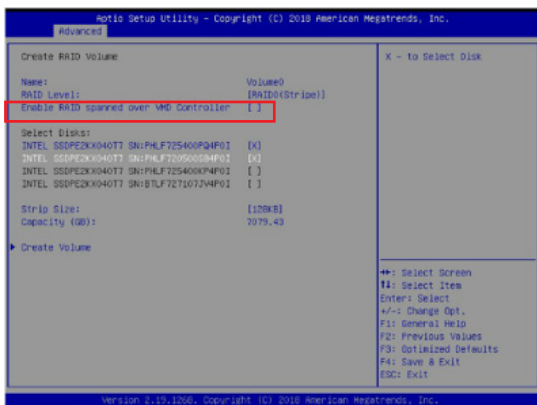 Aptio Setup Utility - Copyright (C) 2018 American Megatrends, Inc.
Advanced
Create RAID Volume
X - to Select Disk
Name: Volume0
RAID Level: [RAID0(Stripe)]
Enable RAID spanned over VMD Controller [ ]
Select Disks:
INTEL SSDPE2KX040T7 SN:PHLF725400PQ4P0I [X]
INTEL SSDPE2KX040T7 [X]
INTEL SSDPE2KX040T7 SN:PHLF725400KP4P0I [ ]
INTEL SSDPE2KX040T7 SN:BTLF727107JV4P0I [ ]
Strip Size: [128KB]
Capacity (GB): 7079.43
Create Volume
: Select Screen
: Select Item
Enter: Select
+/-: Change Opt.
F1: General Help
F2: Previous Values
F3: Optimized Defaults
F4: Save & Exit
ESC: Exit
Version 2.19.1268. Copyright (C) 2018 American Megatrends, Inc.